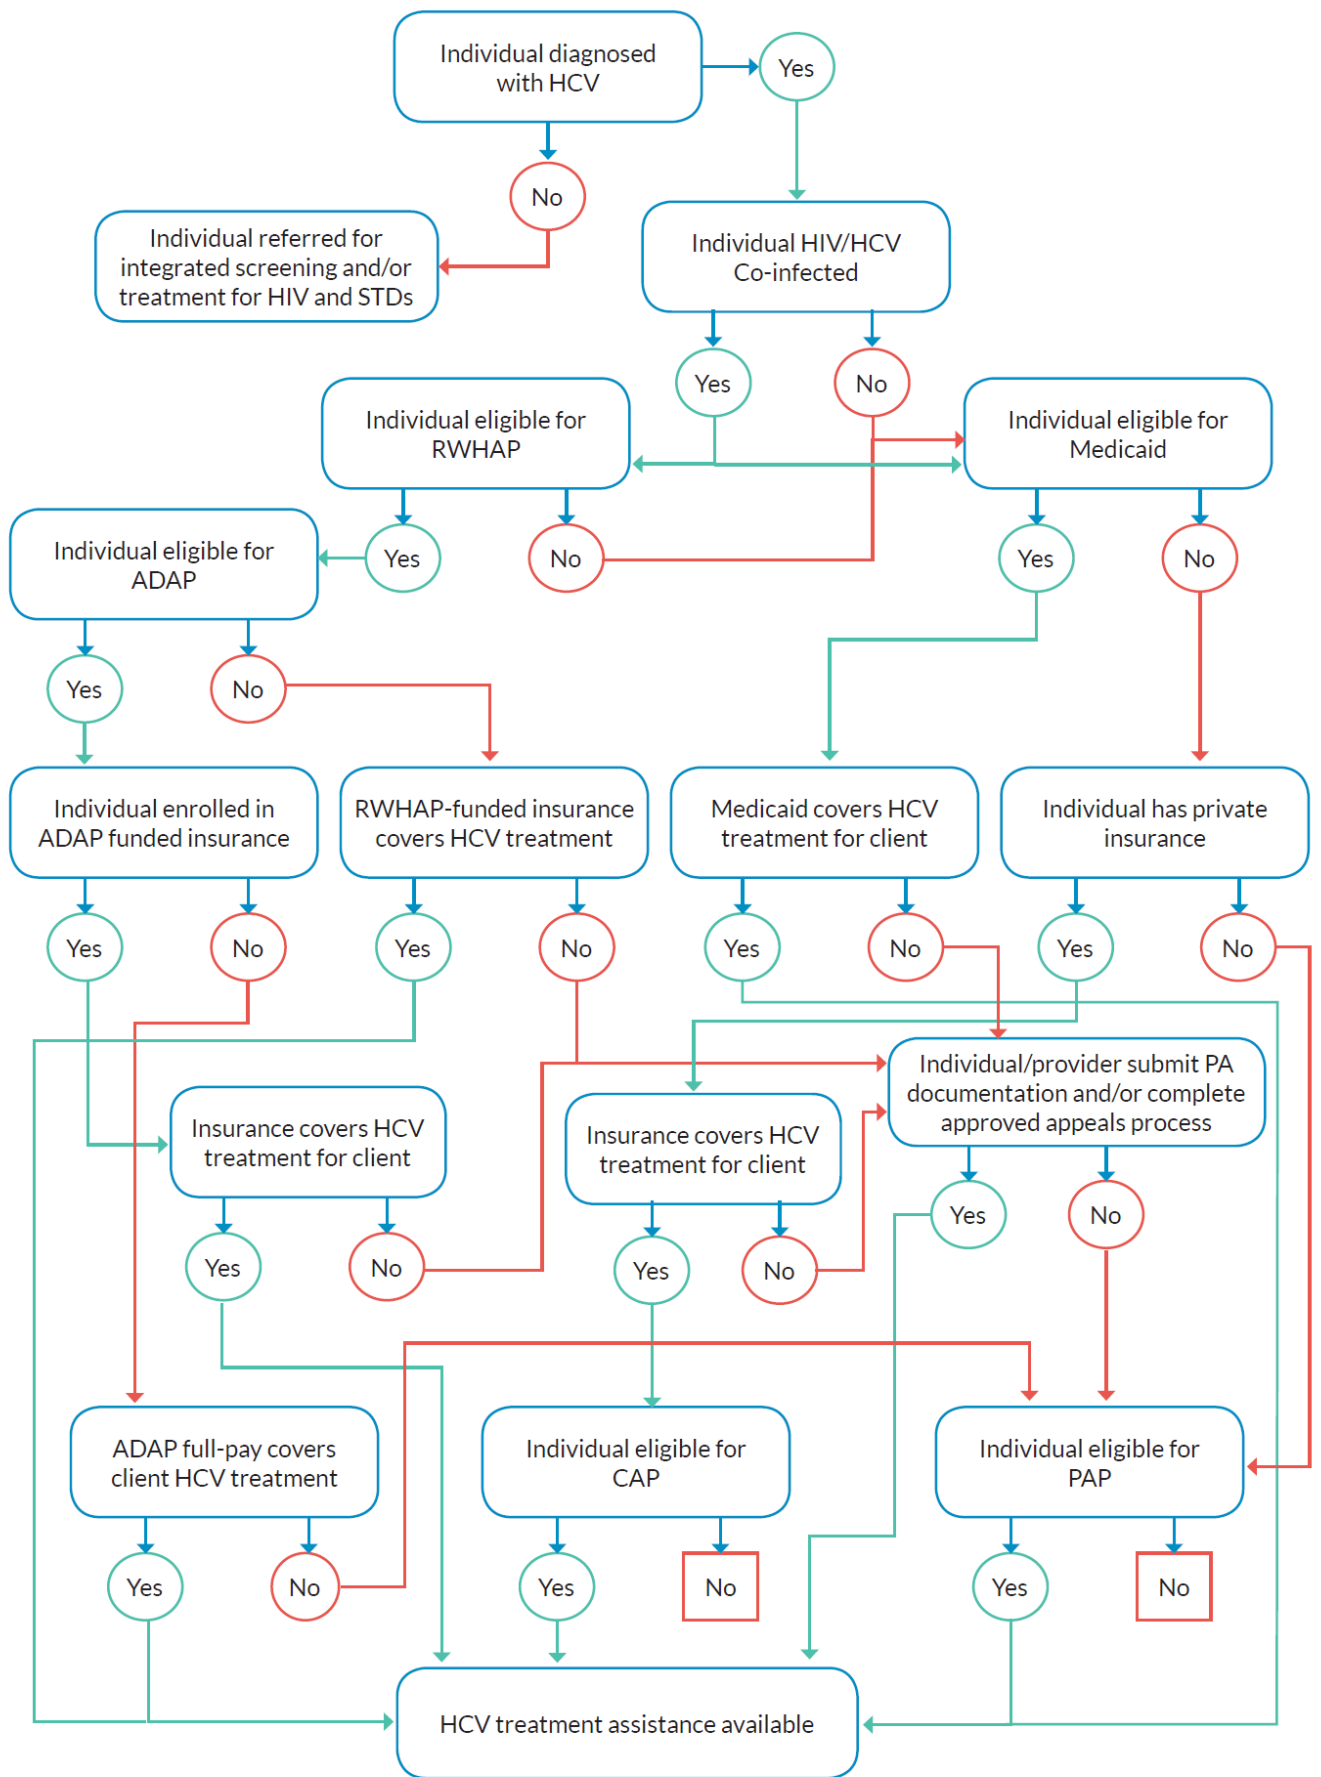 Individual diagnosed
with HCV
Yes
No
Individual referred for
integrated screening and/or
treatment for HIV and STDs
Individual HIV/HCV
Co-infected
Yes
No
Individual eligible for
RWHAP
Individual eligible for
Medicaid
Individual eligible for
ADAP
Yes
No
Yes
No
Yes
No
Individual enrolled in
ADAP funded insurance
RWHAP-funded insurance
covers HCV treatment
Medicaid covers HCV
treatment for client
Individual has private
insurance
Yes
No
Yes
No
Yes
No
Yes
No
Individual/provider submit PA
documentation and/or complete
approved appeals process
Insurance covers HCV
treatment for client
Insurance covers HCV
treatment for client
Yes
No
Yes
No
Yes
No
ADAP full-pay covers
client HCV treatment
Individual eligible for
CAP
Individual eligible for
PAP
Yes
No
Yes
No
Yes
No
HCV treatment assistance available